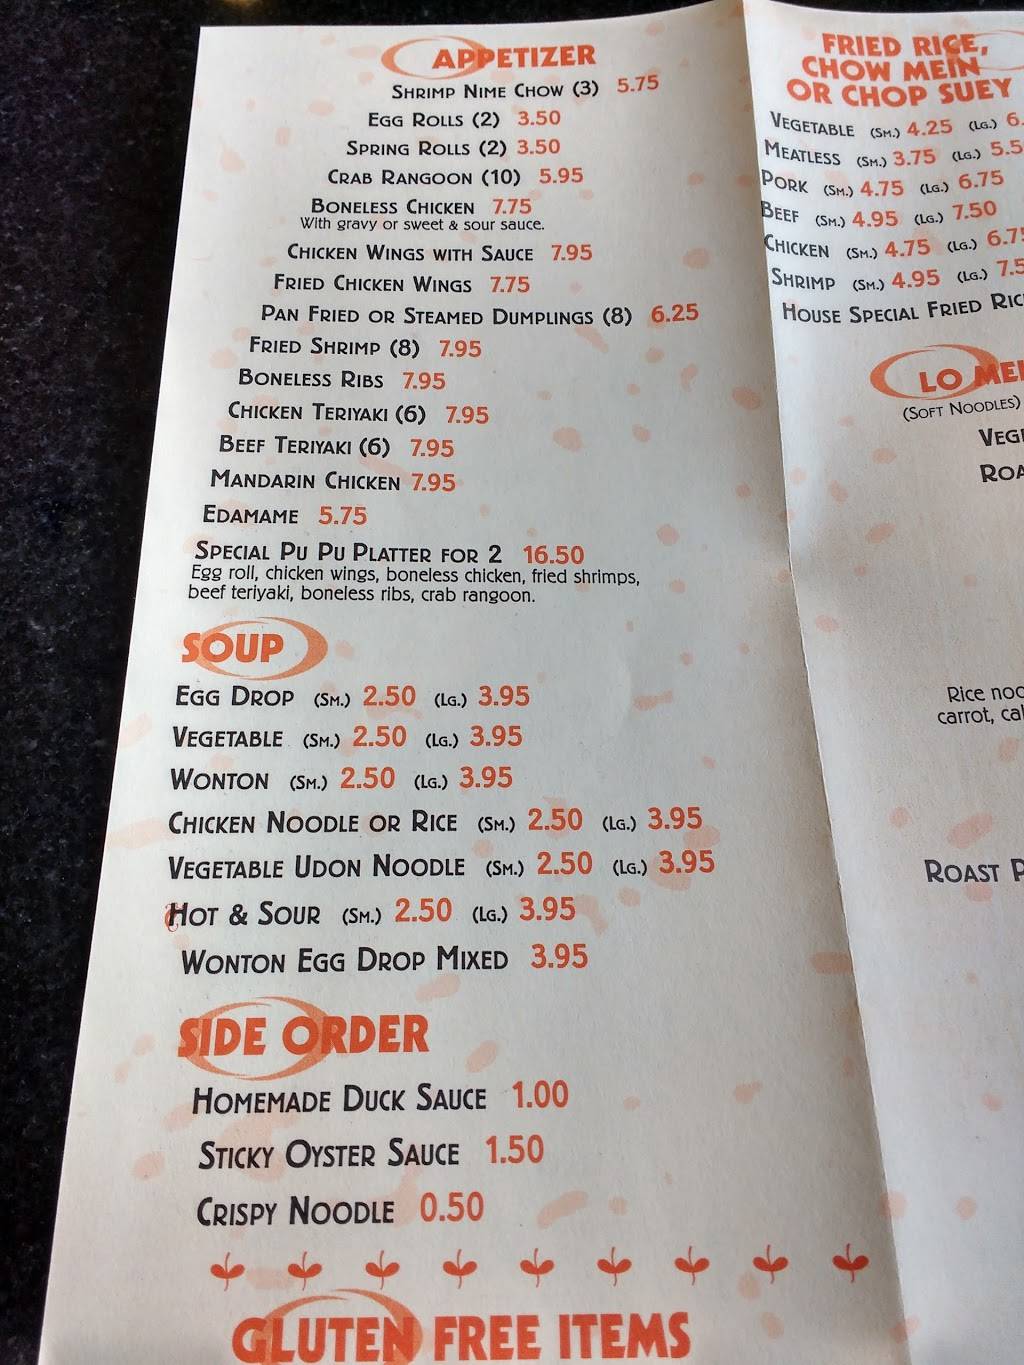 APPETIZER
SHRIMP NIME CHOW (3) 5.75
EGG ROLLS (2) 3.50
SPRING ROLLS (2) 3.50
CRAB RANGOON (10) 5.95
BONELESS CHICKEN 7.75
With gravy or sweet & sour sauce.
CHICKEN WINGS WITH SAUCE 7.95
FRIED CHICKEN WINGS 7.75
PAN FRIED OR STEAMED DUMPLINGS (8) 6.25
FRIED SHRIMP (8) 7.95
BONELESS RIBS 7.95
CHICKEN TERIYAKI (6) 7.95
BEEF TERIYAKI (6) 7.95
MANDARIN CHICKEN 7.95
EDAMAME 5.75
SPECIAL PU PU PLATTER FOR 2 16.50
Egg roll, chicken wings, boneless chicken, fried shrimps,
beef teriyaki, boneless ribs, crab rangoon.
SOUP
EGG DROP (SM.) 2.50 (LG.) 3.95
VEGETABLE (SM.) 2.50 (LG.) 3.95
WONTON (SM.) 2.50 (LG.) 3.95
CHICKEN NOODLE OR RICE (SM.) 2.50 (LG.) 3.95
VEGETABLE UDON NOODLE (SM.) 2.50 (LG.) 3.95
HOT & SOUR (SM.) 2.50 (LG.) 3.95
WONTON EGG DROP MIXED 3.95
SIDE ORDER
HOMEMADE DUCK SAUCE 1.00
STICKY OYSTER SAUCE 1.50
CRISPY NOODLE 0.50
GLUTEN FREE ITEMS
FRIED RICE,
CHOW MEIN
OR CHOP SUEY
VEGETABLE (SM.) 4.25 (LG.)
MEATLESS (SM.) 3.75 (LG.)
PORK (SM.) 4.75 (LG.) 6.75
BEEF (SM.) 4.95 (LG.) 7.50
CHICKEN (SM.) 4.75 (LG.)
SHRIMP (SM.) 4.95 (LG.)
HOUSE SPECIAL FRIED
LO
(SOFT NOODLES)
Rice
carrot,
ROAST